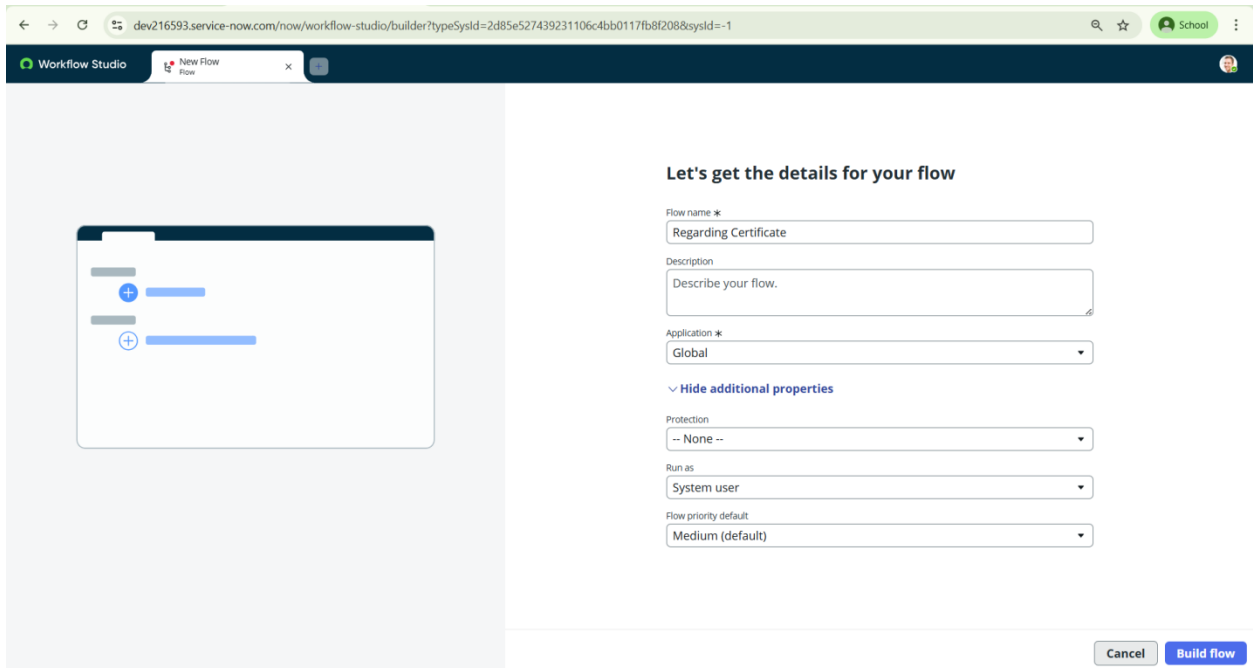 dev216593.service-now.com/now/workflow-studio/builder?typeSysId=2d85e527439231106c4bb0117fb8f208&sysId=-1
School
Workflow Studio
New Flow
Flow
Let's get the details for your flow
Flow name *
Regarding Certificate
Description
Describe your flow.
Application *
Global
Hide additional properties
Protection
-- None --
Run as
System user
Flow priority default
Medium (default)
Cancel
Build flow